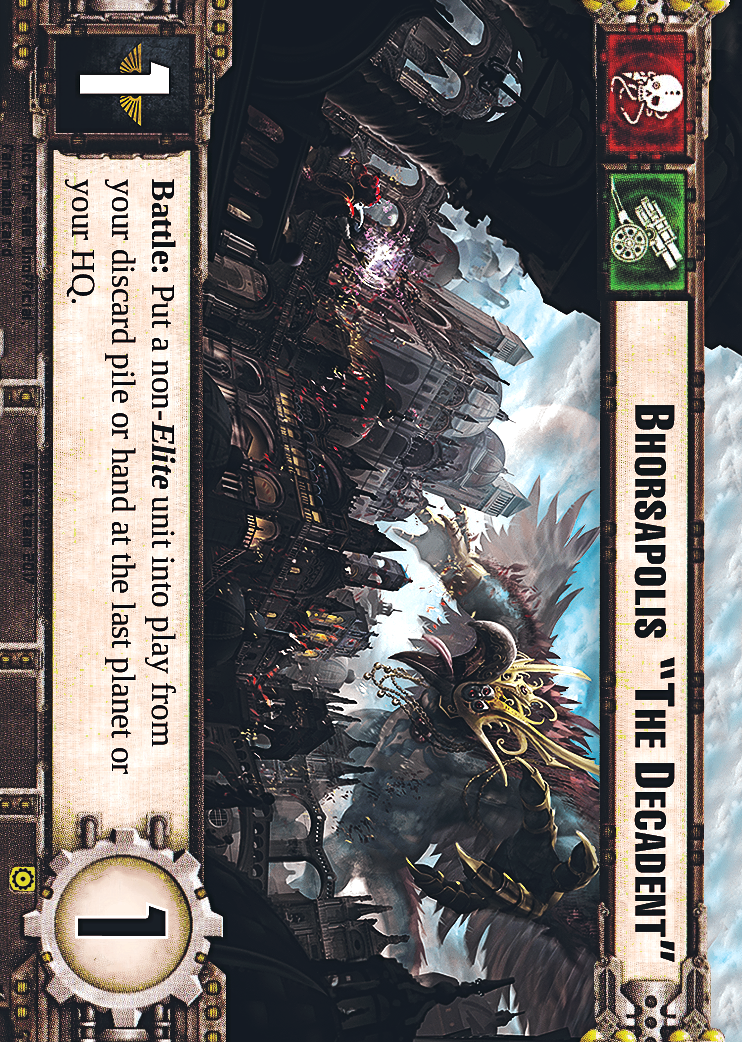 BHORSAPOLIS “THE DECADENT”
1
Battle: Put a non-Elite unit into play from
your discard pile or hand at the last planet or
your HQ.
1